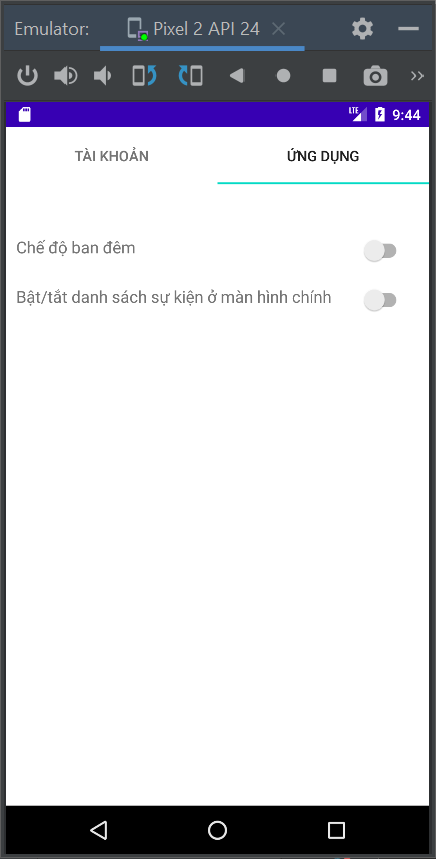 Emulator: Pixel 2 API 24
LTE 9:44
TÀI KHOẢN ỨNG DỤNG
Chế độ ban đêm
Bật/tắt danh sách sự kiện ở màn hình chính